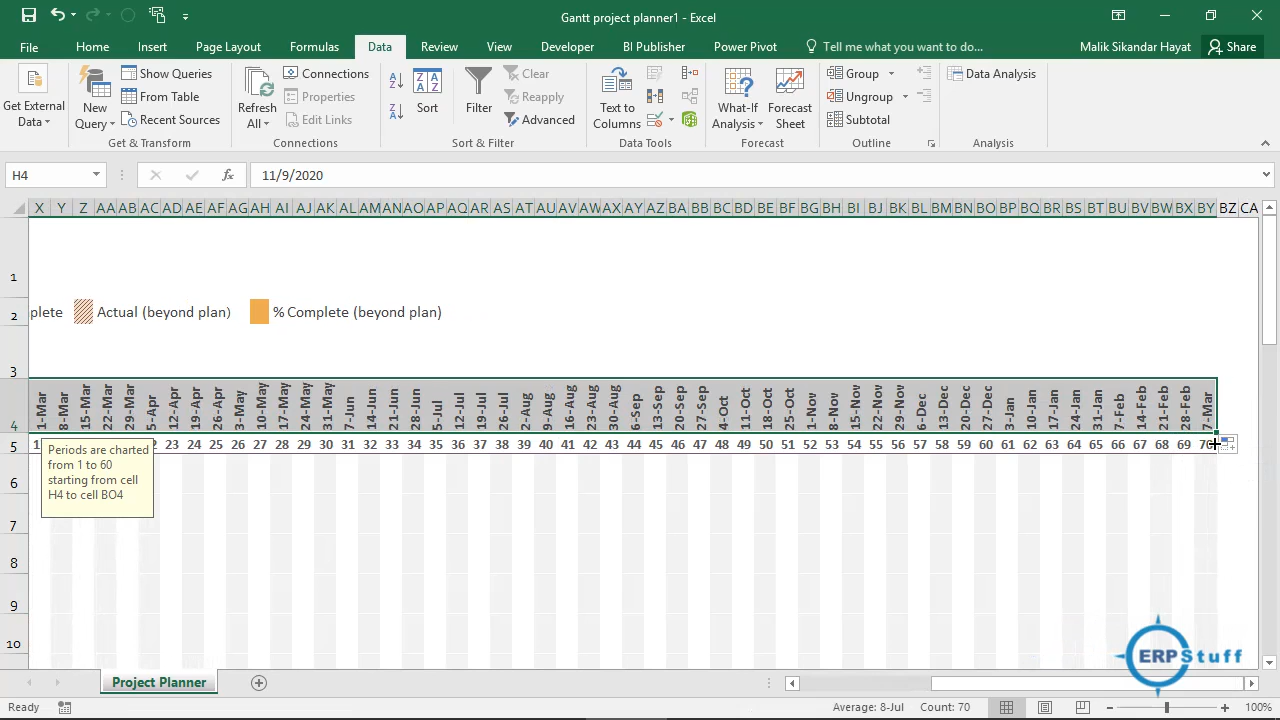 Gantt project planner1 - Excel
File Home Insert Page Layout Formulas Data Review View Developer BI Publisher Power Pivot Tell me what you want to do... Malik Sikandar Hayat Share
Get External Data
New Query
Show Queries
From Table
Recent Sources
Get & Transform
Refresh All
Connections
Properties
Edit Links
Connections
Sort
Filter
Clear
Reapply
Advanced
Sort & Filter
Text to Columns
Data Tools
What-If Analysis
Forecast Sheet
Forecast
Group
Ungroup
Subtotal
Outline
Data Analysis
Analysis
H4 fx 11/9/2020
X Y Z AA AB AC AD AE AF AG AH AI AJ AK AL AM AN AO AP AQ AR AS AT AU AV AW AX AY AZ BA BB BC BD BE BF BG BH BI BJ BK BL BM BN BO BP BQ BR BS BT BU BV BW BX BY BZ CA
1
2 plete Actual (beyond plan) % Complete (beyond plan)
3
4 1-Mar 8-Mar 15-Mar 22-Mar 29-Mar 5-Apr 12-Apr 19-Apr 26-Apr 3-May 10-May 17-May 24-May 31-May 7-Jun 14-Jun 21-Jun 28-Jun 5-Jul 12-Jul 19-Jul 26-Jul 2-Aug 9-Aug 16-Aug 23-Aug 30-Aug 6-Sep 13-Sep 20-Sep 27-Sep 4-Oct 11-Oct 18-Oct 25-Oct 1-Nov 8-Nov 15-Nov 22-Nov 29-Nov 6-Dec 13-Dec 20-Dec 27-Dec 3-Jan 10-Jan 17-Jan 24-Jan 31-Jan 7-Feb 14-Feb 21-Feb 28-Feb 7-Mar
5 1 2 23 24 25 26 27 28 29 30 31 32 33 34 35 36 37 38 39 40 41 42 43 44 45 46 47 48 49 50 51 52 53 54 55 56 57 58 59 60 61 62 63 64 65 66 67 68 69 70
Periods are charted
from 1 to 60
starting from cell
H4 to cell BO4
6
7
8
9
10
ERPStuff
Project Planner
Ready Average: 8-Jul Count: 70 100%